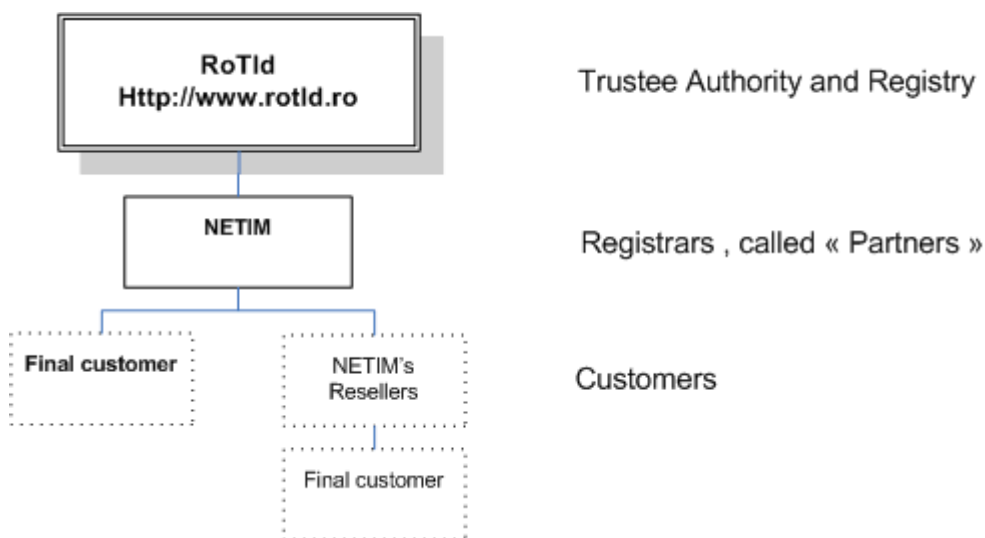 RoTld
Http://www.rotld.ro
Trustee Authority and Registry
NETIM
Registrars , called « Partners »
Final customer
NETIM's
Resellers
Customers
Final customer